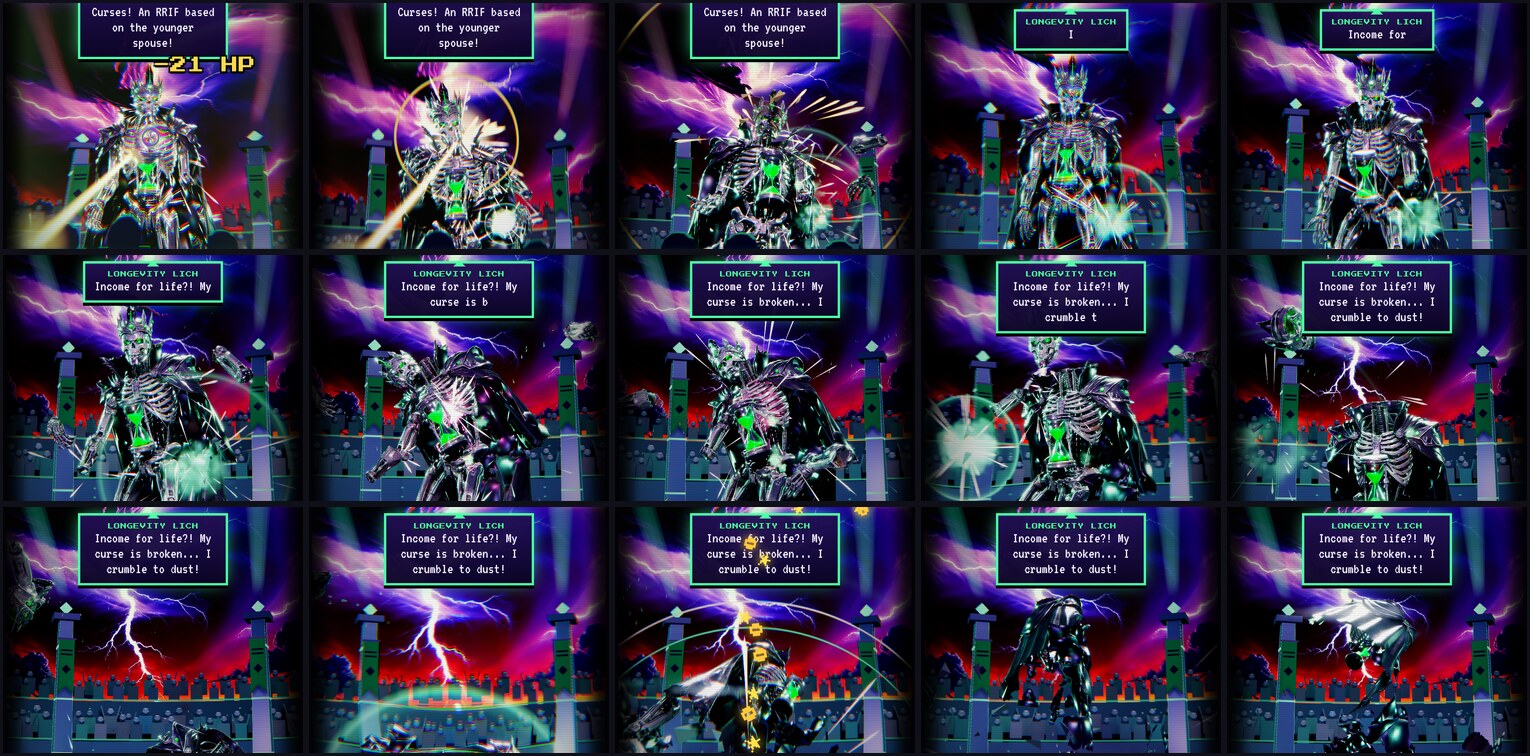 Curses! An RRIF based
on the younger
spouse!
-21 HP
Curses! An RRIF based
on the younger
spouse!
Curses! An RRIF based
on the younger
spouse!
LONGEVITY LICH
I
LONGEVITY LICH
Income for
LONGEVITY LICH
Income for life?! My
LONGEVITY LICH
Income for life?! My
curse is b
LONGEVITY LICH
Income for life?! My
curse is broken... I
LONGEVITY LICH
Income for life?! My
curse is broken... I
crumble t
LONGEVITY LICH
Income for life?! My
curse is broken... I
crumble to dust!
LONGEVITY LICH
Income for life?! My
curse is broken... I
crumble to dust!
LONGEVITY LICH
Income for life?! My
curse is broken... I
crumble to dust!
LONGEVITY LICH
Income for life?! My
curse is broken... I
crumble to dust!
LONGEVITY LICH
Income for life?! My
curse is broken... I
crumble to dust!
LONGEVITY LICH
Income for life?! My
curse is broken... I
crumble to dust!